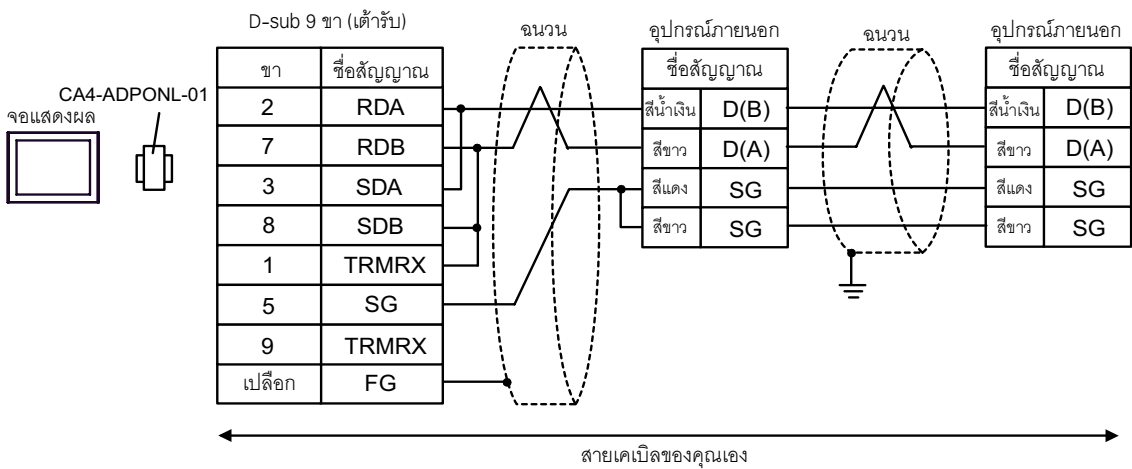 D-sub 9 ขา (เต้ารับ)
ฉนวน
อุปกรณ์ภายนอก
ฉนวน
อุปกรณ์ภายนอก
CA4-ADPONL-01
จอแสดงผล
ขา ชื่อสัญญาณ
2 RDA
7 RDB
3 SDA
8 SDB
1 TRMRX
5 SG
9 TRMRX
เปลือก FG
ชื่อสัญญาณ
สีน้ำเงิน D(B)
สีขาว D(A)
สีแดง SG
สีขาว SG
ชื่อสัญญาณ
สีน้ำเงิน D(B)
สีขาว D(A)
สีแดง SG
สีขาว SG
สายเคเบิลของคุณเอง